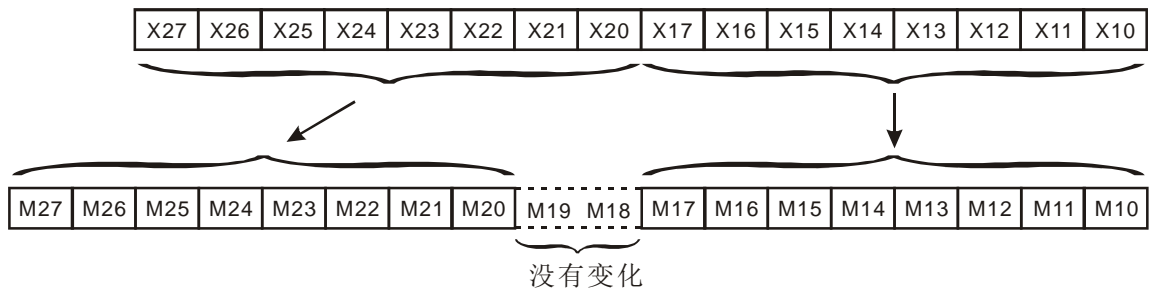 X27 X26 X25 X24 X23 X22 X21 X20 X17 X16 X15 X14 X13 X12 X11 X10
M27 M26 M25 M24 M23 M22 M21 M20 M19 M18 M17 M16 M15 M14 M13 M12 M11 M10
没有变化